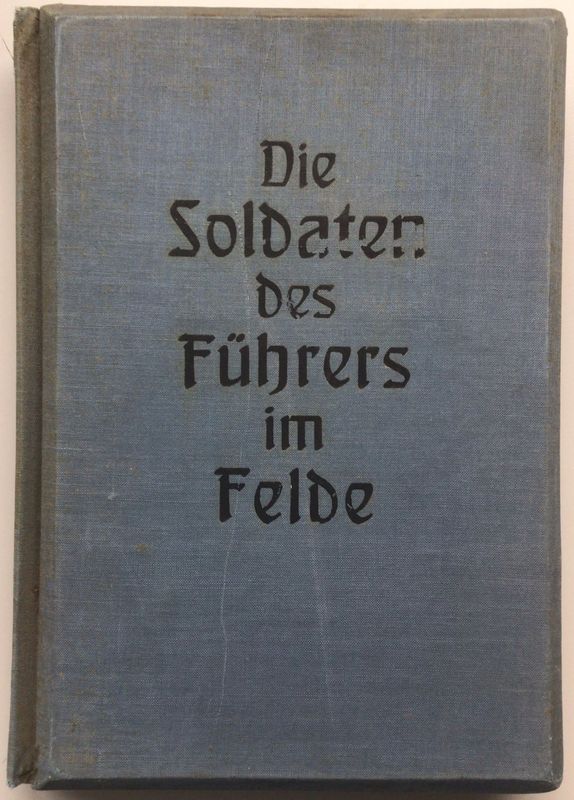 Die
Soldaten
des
Führers
im
Felde